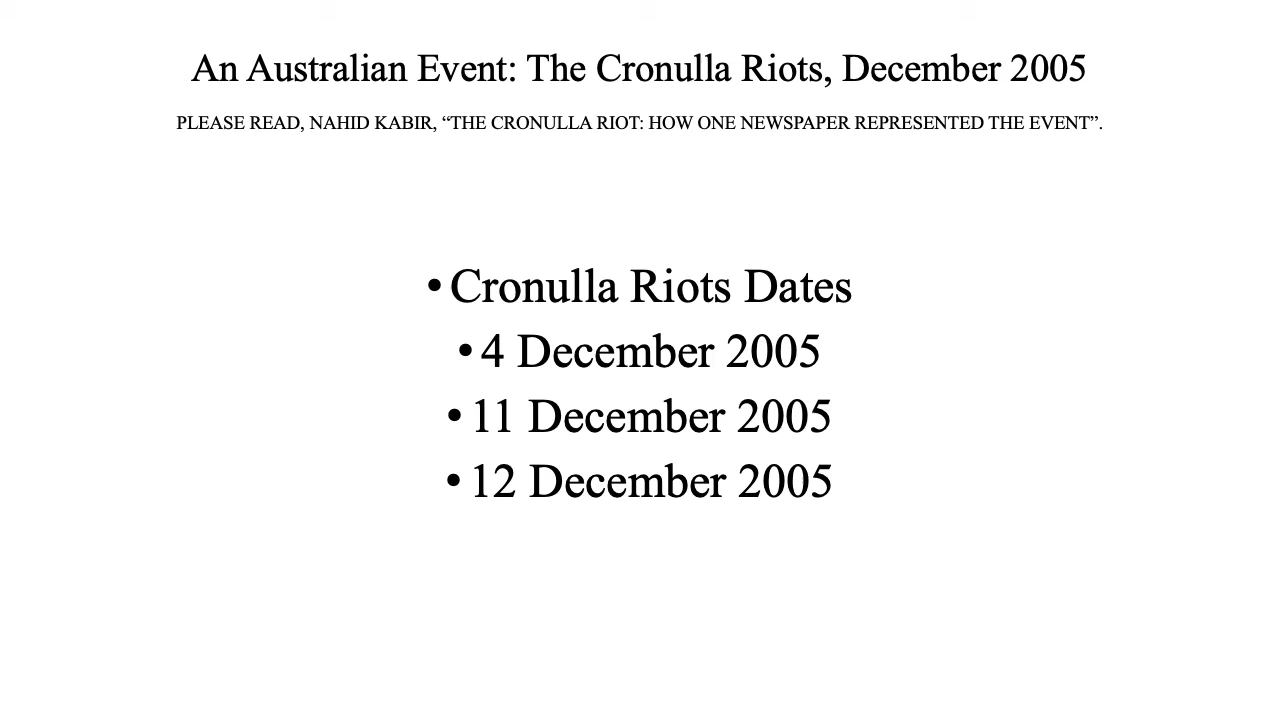 An Australian Event: The Cronulla Riots, December 2005
PLEASE READ, NAHID KABIR, “THE CRONULLA RIOT: HOW ONE NEWSPAPER REPRESENTED THE EVENT”.
• Cronulla Riots Dates
• 4 December 2005
• 11 December 2005
• 12 December 2005